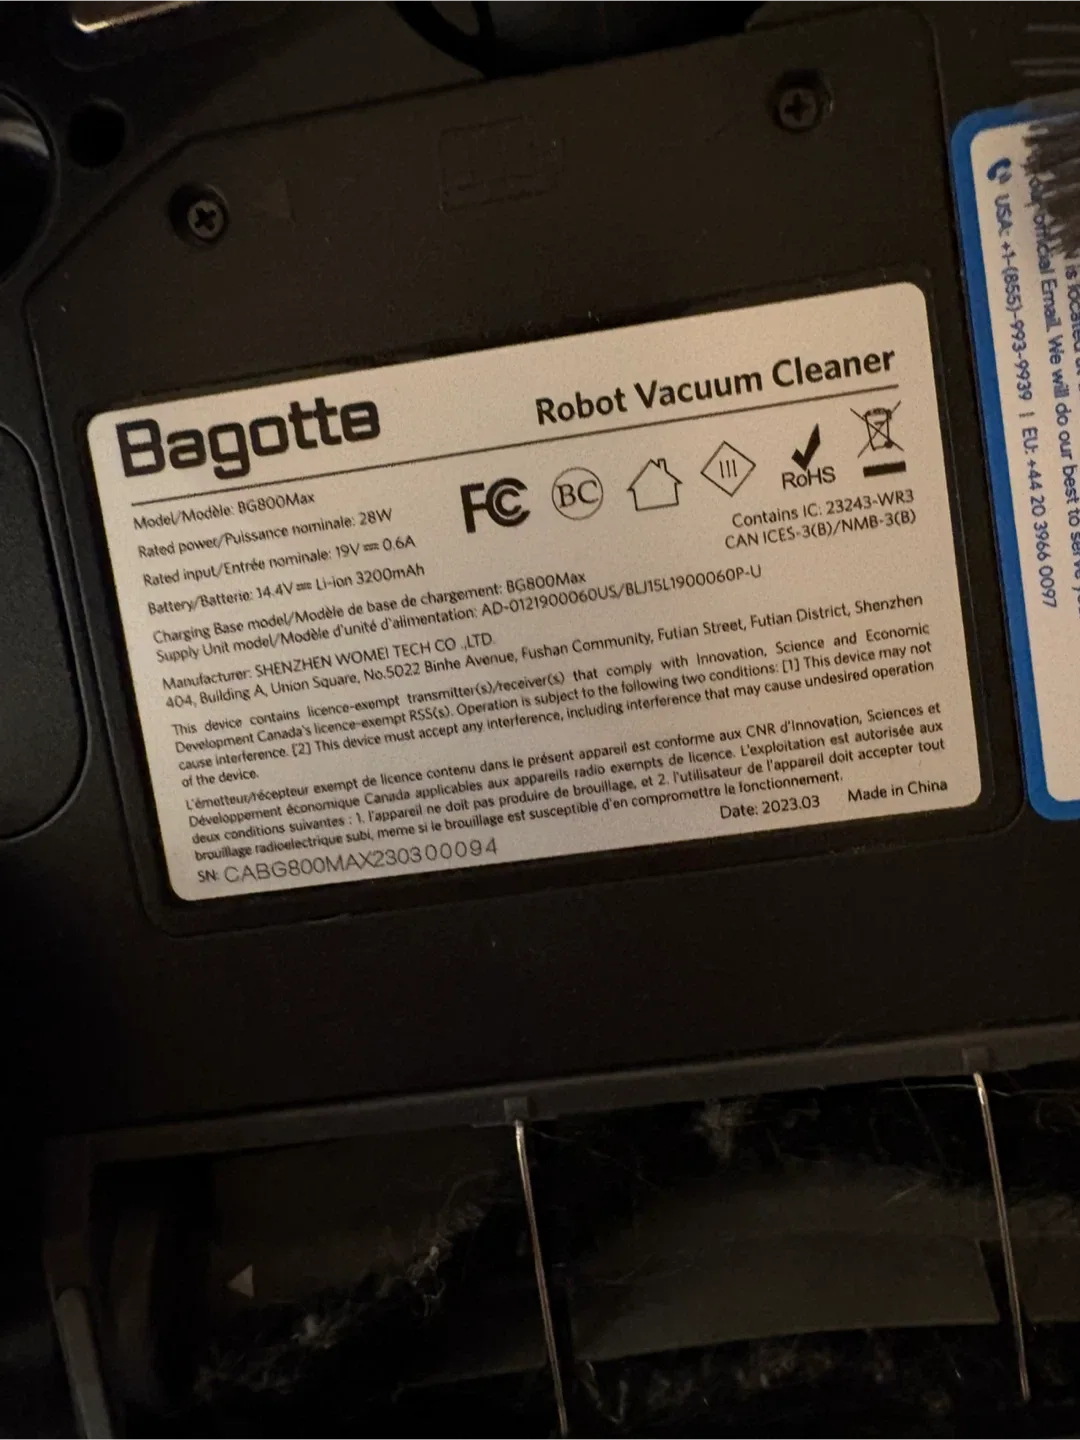 Bagotte
Robot Vacuum Cleaner
Model/Modèle: BG800Max
Rated power/Puissance nominale: 28W
Rated input/Entrée nominale: 19V ⎓ 0.6A
Battery/Batterie: 14.4V ⎓ Li-ion 3200mAh
FC
BC
III
RoHS
Contains IC: 23243-WR3
CAN ICES-3(B)/NMB-3(B)
Charging Base model/Modèle de base de chargement: BG800Max
Supply Unit model/Modèle d'unité d'alimentation: AD-0121900060US/BLJ15L1900060P-U
Manufacturer: SHENZHEN WOMEI TECH CO .,LTD.
404, Building A, Union Square, No.5022 Binhe Avenue, Fushan Community, Futian Street, Futian District, Shenzhen
This device contains licence-exempt transmitter(s)/receiver(s) that comply with Innovation, Science and Economic
Development Canada's licence-exempt RSS(s). Operation is subject to the following two conditions: [1] This device may not
cause interference. [2] This device must accept any interference, including interference that may cause undesired operation
of the device.
L'émetteur/récepteur exempt de licence contenu dans le présent appareil est conforme aux CNR d'Innovation, Sciences et
Développement économique Canada applicables aux appareils radio exempts de licence. L'exploitation est autorisée aux
deux conditions suivantes : 1. l'appareil ne doit pas produire de brouillage, et 2. l'utilisateur de l'appareil doit accepter tout
brouillage radioelectrique subi, meme si le brouillage est susceptible d'en compromettre le fonctionnement.
Date: 2023.03 Made in China
SN: CABG800MAX230300094
is located
official Email. We will do our best to serve you
USA: +1-(855)-993-9939 | EU: +44 20 3966 0097